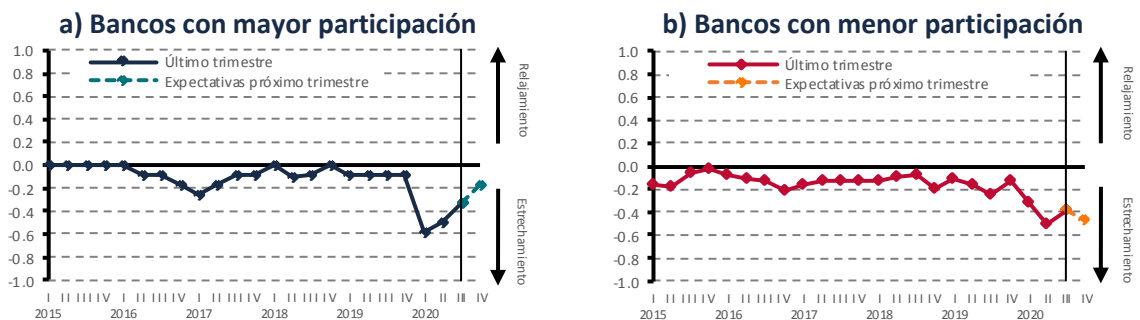 a) Bancos con mayor participación
1.0
0.8
0.6
0.4
0.2
0.0
-0.2
-0.4
-0.6
-0.8
-1.0
Último trimestre
Expectativas próximo trimestre
Relajamiento
Estrechamiento
I II III IV I II III IV I II III IV I II III IV I II III IV I II III IV
2015 2016 2017 2018 2019 2020
b) Bancos con menor participación
1.0
0.8
0.6
0.4
0.2
0.0
-0.2
-0.4
-0.6
-0.8
-1.0
Último trimestre
Expectativas próximo trimestre
Relajamiento
Estrechamiento
I II III IV I II III IV I II III IV I II III IV I II III IV I II III IV
2015 2016 2017 2018 2019 2020